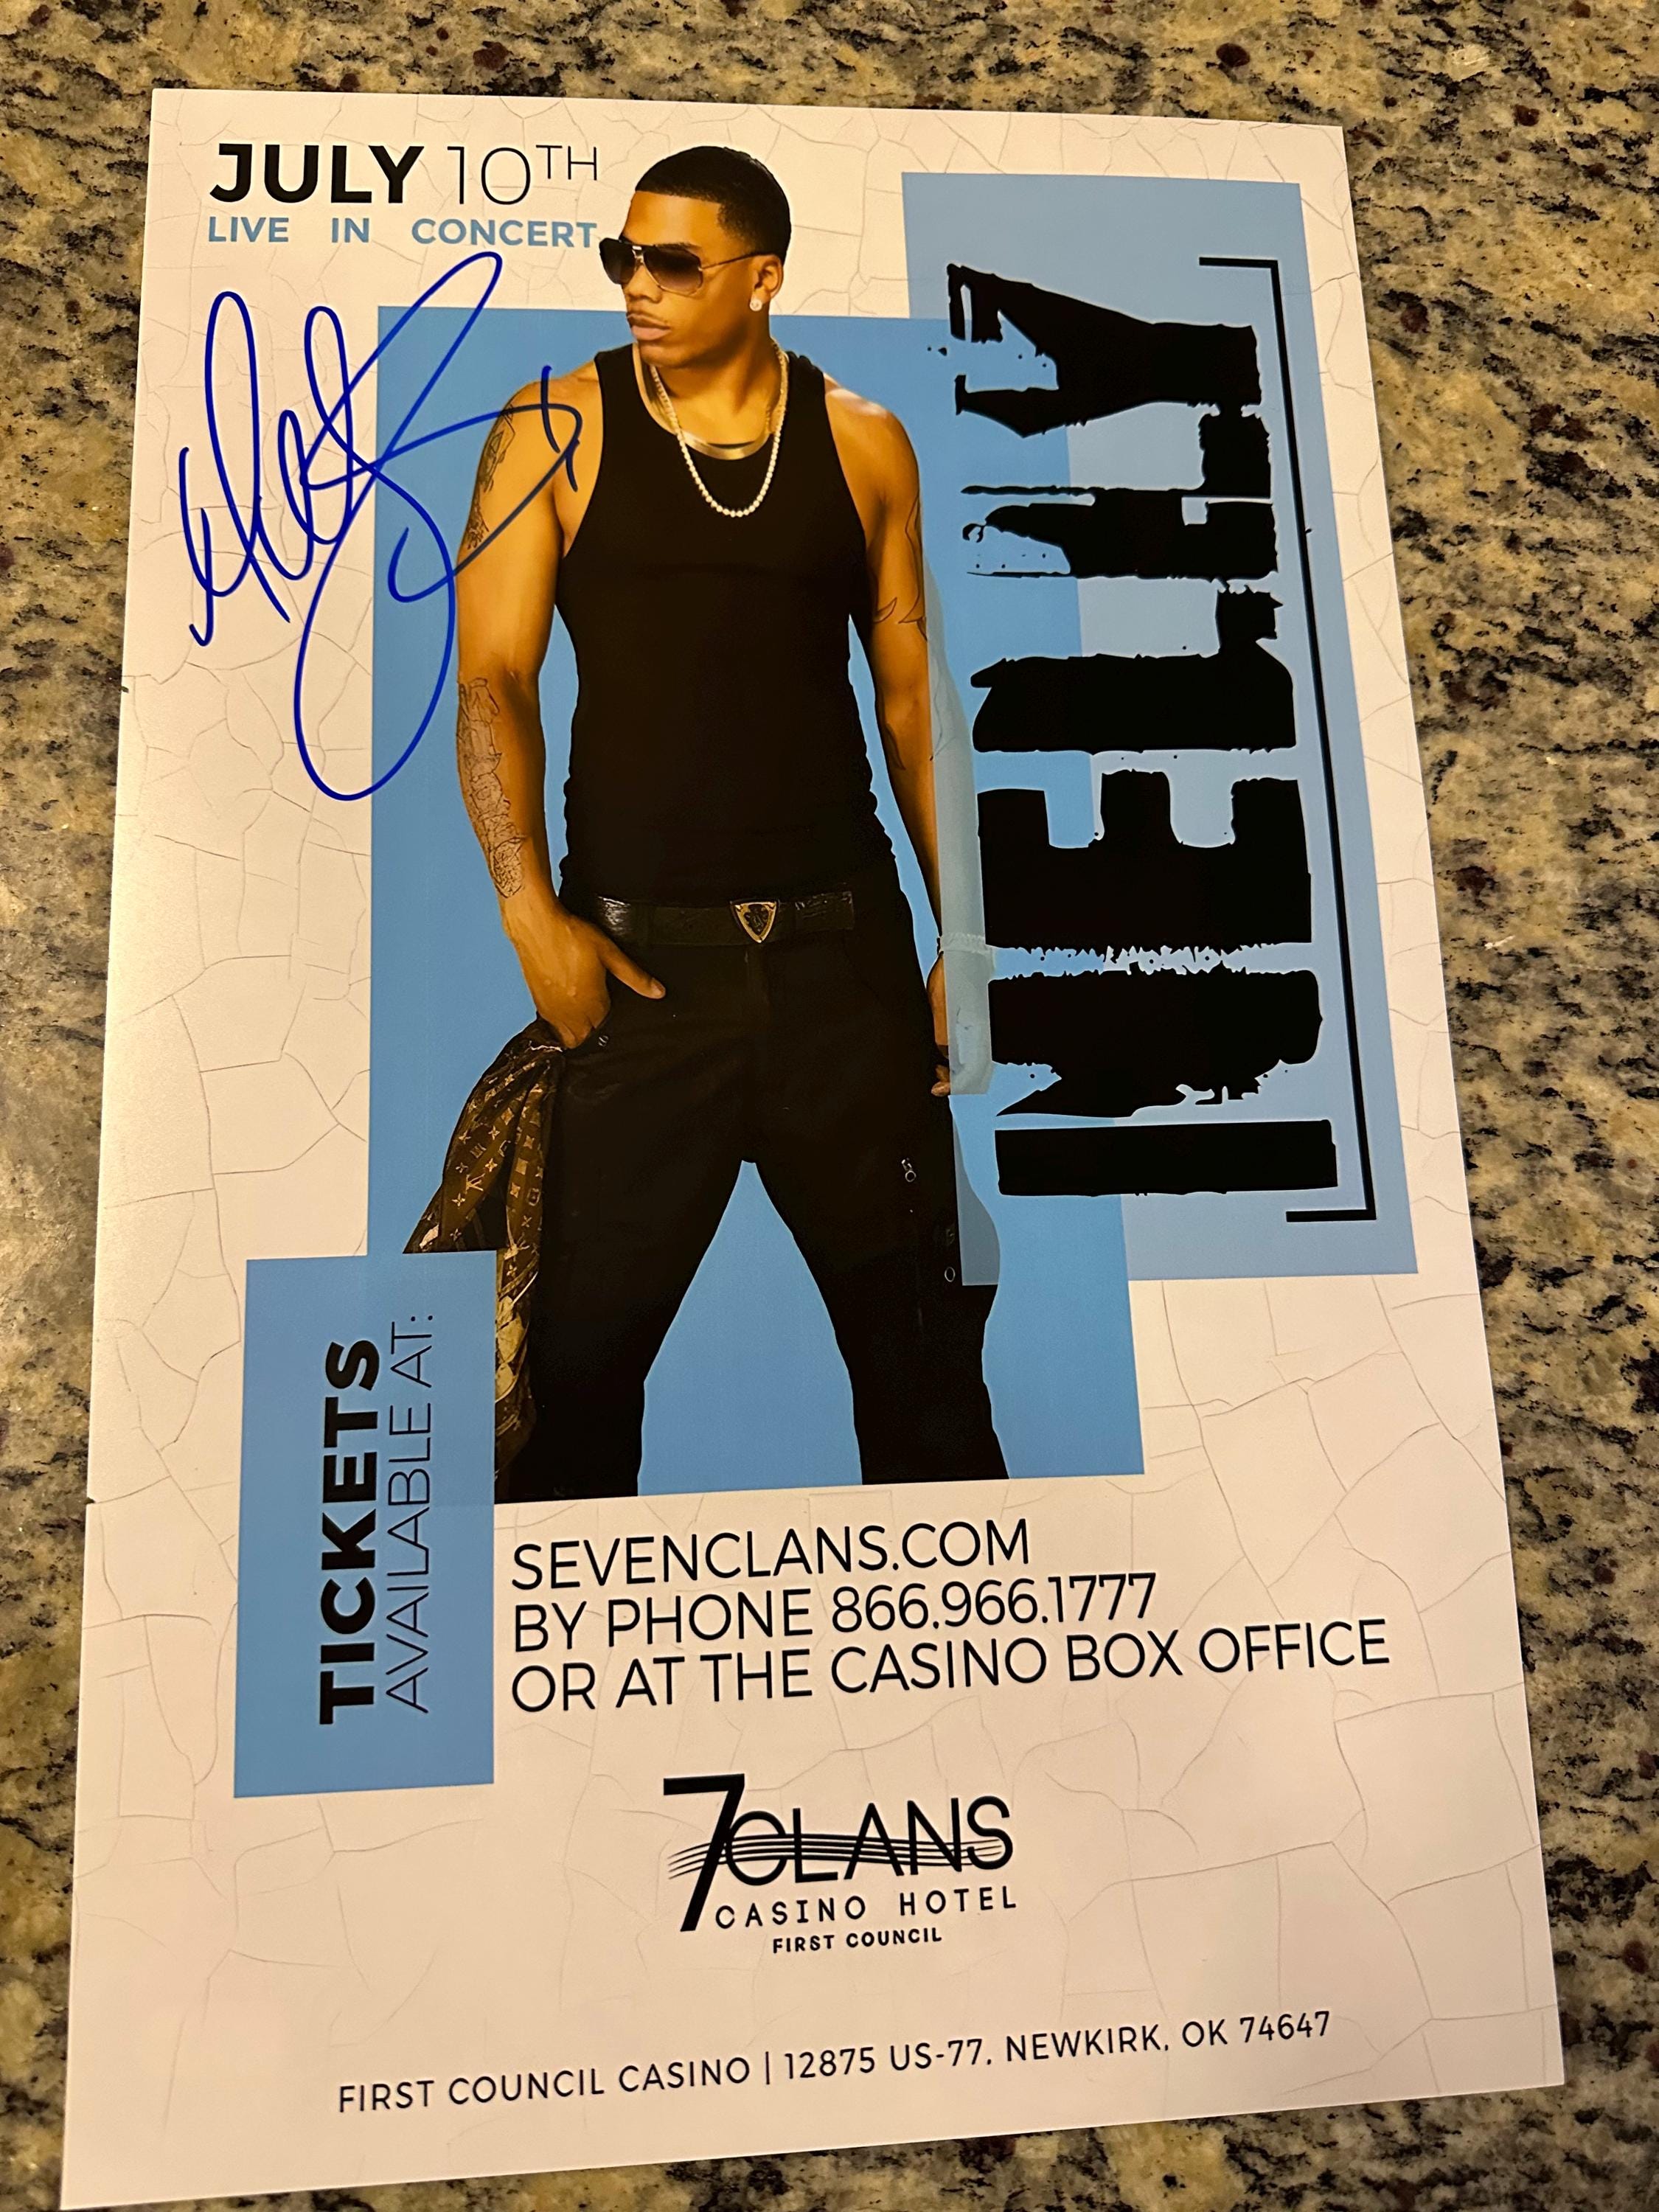 JULY 10TH
LIVE IN CONCERT
NELLY
TICKETS
AVAILABLE AT:
SEVENCLANS.COM
BY PHONE 866.966.1777
OR AT THE CASINO BOX OFFICE
7CLANS
CASINO HOTEL
FIRST COUNCIL
FIRST COUNCIL CASINO | 12875 US-77, NEWKIRK, OK 74647